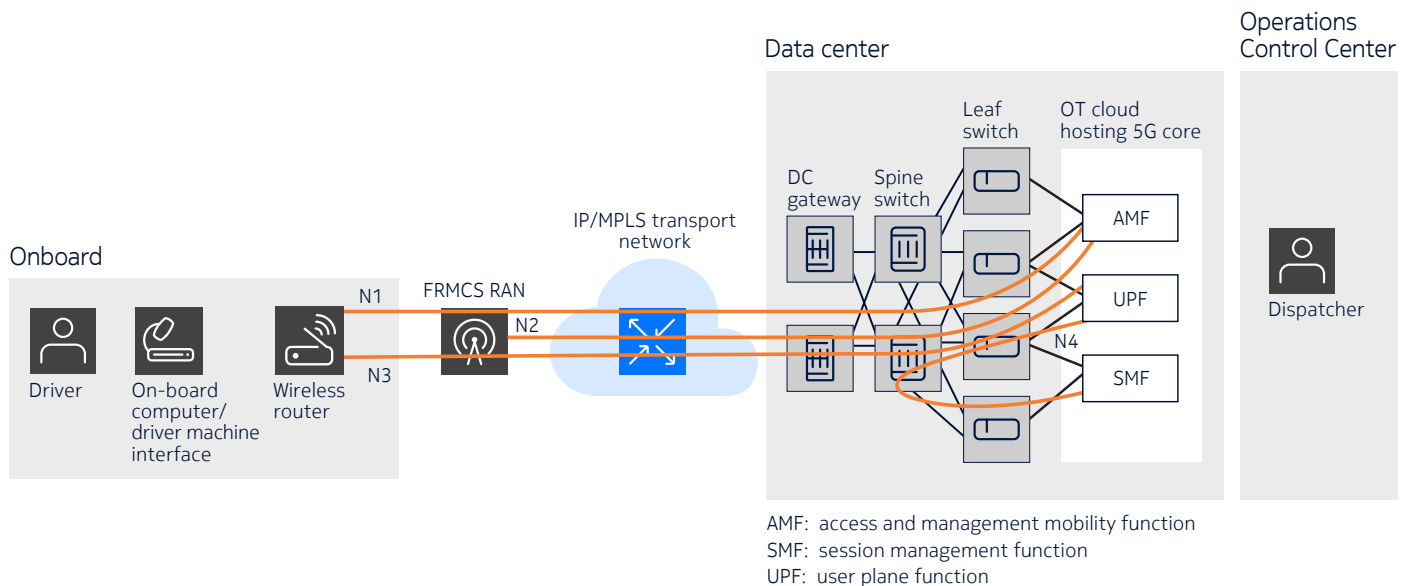 Operations
Control Center
Data center
Leaf
switch
OT cloud
hosting 5G core
DC
gateway
Spine
switch
AMF
IP/MPLS transport
network
Onboard
N1
FRMCS RAN
N2
UPF
Dispatcher
N4
N3
SMF
Driver
On-board
computer/
driver machine
interface
Wireless
router
AMF: access and management mobility function
SMF: session management function
UPF: user plane function